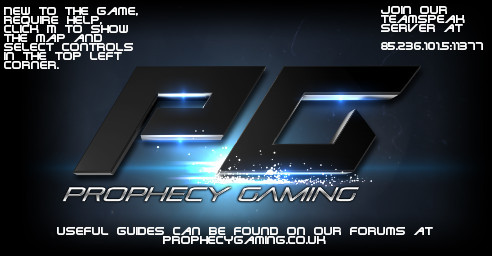 NEW TO THE GAME,
REQUIRE HELP,
CLICK M TO SHOW
THE MAP AND
SELECT CONTROLS
IN THE TOP LEFT
CORNER.
JOIN OUR
TEAMSPEAK
SERVER AT
85.236.101.5:11377
PG
PROPHECY GAMING
USEFUL GUIDES CAN BE FOUND ON OUR FORUMS AT
PROPHECYGAMING.CO.UK